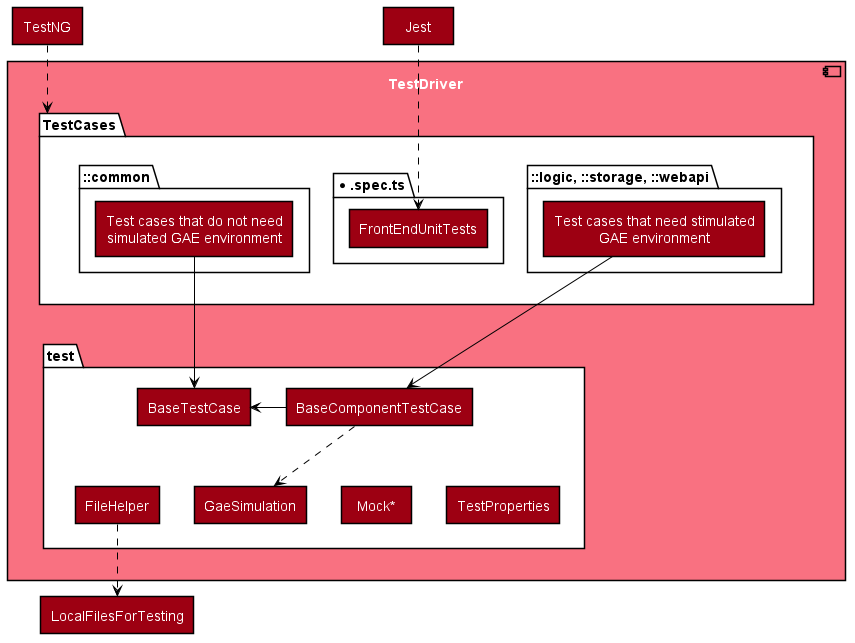 TestNG
Jest
TestDriver
TestCases
::common
• .spec.ts
::logic, ::storage, ::webapi
Test cases that do not need
simulated GAE environment
FrontEndUnitTests
Test cases that need stimulated
GAE environment
test
BaseTestCase
BaseComponentTestCase
FileHelper
GaeSimulation
Mock*
TestProperties
LocalFilesForTesting